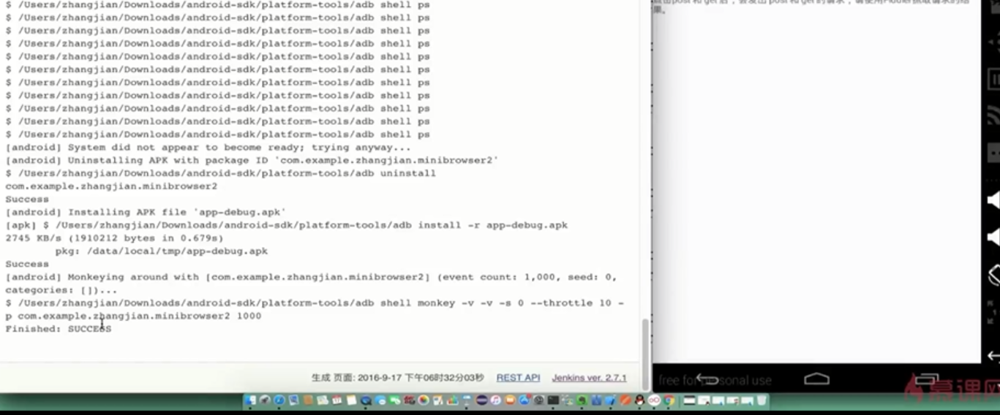 $ /Users/zhangjian/Downloads/android-sdk/platform-tools/adb shell ps
$ /Users/zhangjian/Downloads/android-sdk/platform-tools/adb shell ps
$ /Users/zhangjian/Downloads/android-sdk/platform-tools/adb shell ps
$ /Users/zhangjian/Downloads/android-sdk/platform-tools/adb shell ps
$ /Users/zhangjian/Downloads/android-sdk/platform-tools/adb shell ps
$ /Users/zhangjian/Downloads/android-sdk/platform-tools/adb shell ps
$ /Users/zhangjian/Downloads/android-sdk/platform-tools/adb shell ps
$ /Users/zhangjian/Downloads/android-sdk/platform-tools/adb shell ps
$ /Users/zhangjian/Downloads/android-sdk/platform-tools/adb shell ps
$ /Users/zhangjian/Downloads/android-sdk/platform-tools/adb shell ps
$ /Users/zhangjian/Downloads/android-sdk/platform-tools/adb shell ps
[android] System did not appear to become ready; trying anyway...
[android] Uninstalling APK with package ID 'com.example.zhangjian.minibrowser2'
$ /Users/zhangjian/Downloads/android-sdk/platform-tools/adb uninstall
com.example.zhangjian.minibrowser2
Success
[android] Installing APK file 'app-debug.apk'
[apk] $ /Users/zhangjian/Downloads/android-sdk/platform-tools/adb install -r app-debug.apk
2745 KB/s (1910212 bytes in 0.679s)
pkg: /data/local/tmp/app-debug.apk
Success
[android] Monkeying around with [com.example.zhangjian.minibrowser2] (event count: 1,000, seed: 0,
categories: [])...
$ /Users/zhangjian/Downloads/android-sdk/platform-tools/adb shell monkey -v -v -s 0 --throttle 10 -
p com.example.zhangjian.minibrowser2 1000
Finished: SUCCESS
生成 页面: 2016-9-17 下午06时32分03秒 REST API Jenkins ver. 2.7.1
果。
free for personal use
慕课网